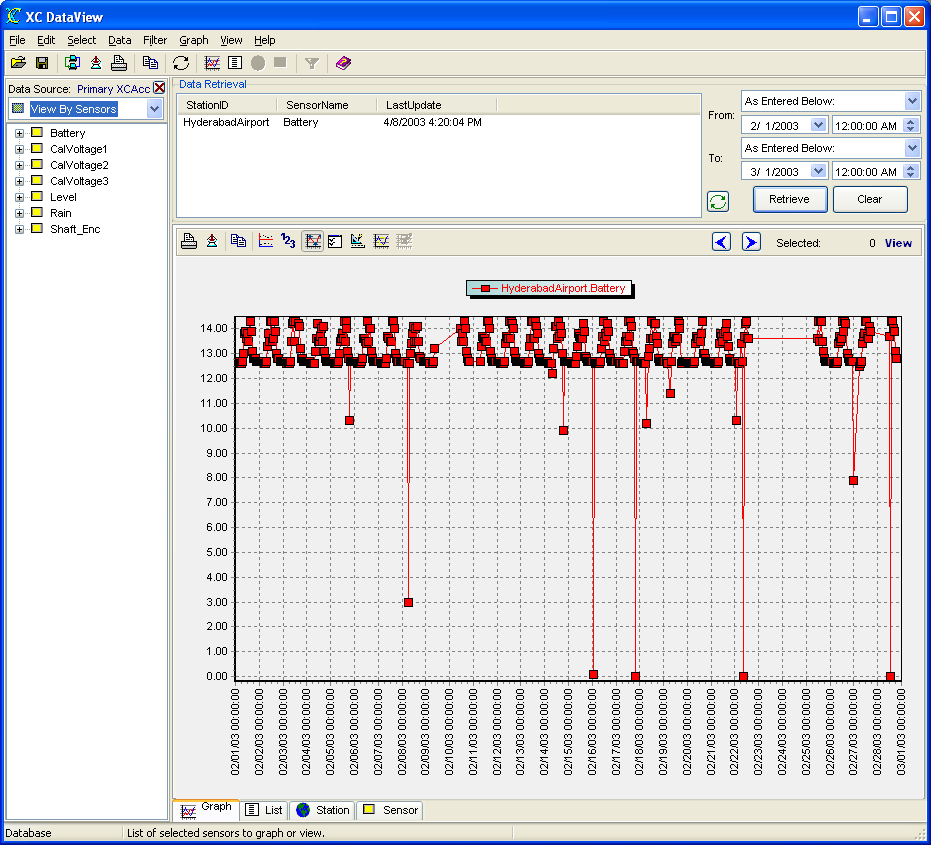 XC DataView
File Edit Select Data Filter Graph View Help
Data Source: Primary XCAcc
View By Sensors
Battery
CalVoltage1
CalVoltage2
CalVoltage3
Level
Rain
Shaft_Enc
Data Retrieval
StationID SensorName LastUpdate
HyderabadAirport Battery 4/8/2003 4:20:04 PM
As Entered Below:
From:
2/ 1/2003 12:00:00 AM
As Entered Below:
To:
3/ 1/2003 12:00:00 AM
Retrieve Clear
123
Selected: 0 View
HyderabadAirport.Battery
14.00
13.00
12.00
11.00
10.00
9.00
8.00
7.00
6.00
5.00
4.00
3.00
2.00
1.00
0.00
02/01/03 00:00:00
02/02/03 00:00:00
02/03/03 00:00:00
02/04/03 00:00:00
02/05/03 00:00:00
02/06/03 00:00:00
02/07/03 00:00:00
02/08/03 00:00:00
02/09/03 00:00:00
02/10/03 00:00:00
02/11/03 00:00:00
02/12/03 00:00:00
02/13/03 00:00:00
02/14/03 00:00:00
02/15/03 00:00:00
02/16/03 00:00:00
02/17/03 00:00:00
02/18/03 00:00:00
02/19/03 00:00:00
02/20/03 00:00:00
02/21/03 00:00:00
02/22/03 00:00:00
02/23/03 00:00:00
02/24/03 00:00:00
02/25/03 00:00:00
02/26/03 00:00:00
02/27/03 00:00:00
02/28/03 00:00:00
03/01/03 00:00:00
Graph List Station Sensor
Database List of selected sensors to graph or view.